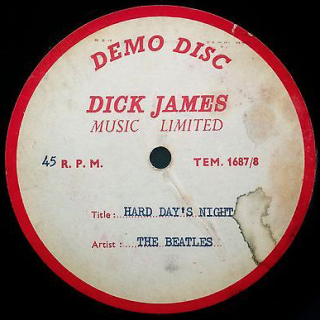 DEMO DISC
DICK JAMES
MUSIC LIMITED
45 R. P. M. TEM. 1687/8
Title :....HARD DAY'S NIGHT
Artist :....THE BEATLES...